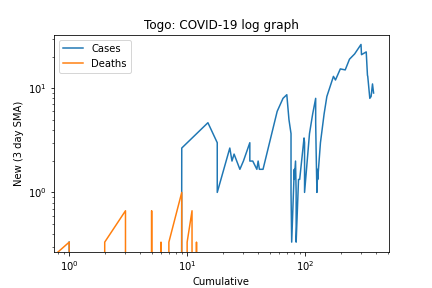 Togo: COVID-19 log graph
Cases
Deaths
New (3 day SMA)
10¹
10⁰
10⁰ 10¹ 10²
Cumulative